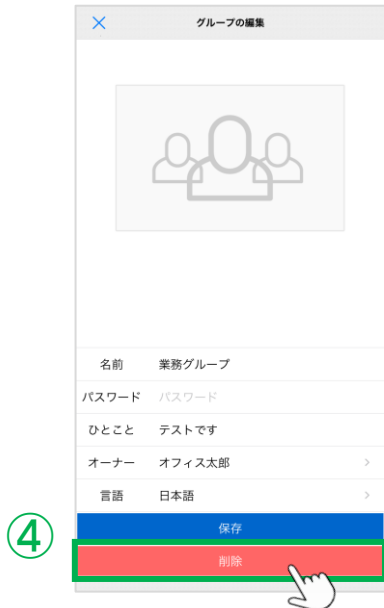 グループの編集
名前 業務グループ
パスワード パスワード
ひとこと テストです
オーナー オフィス太郎
言語 日本語
保存
④ 削除